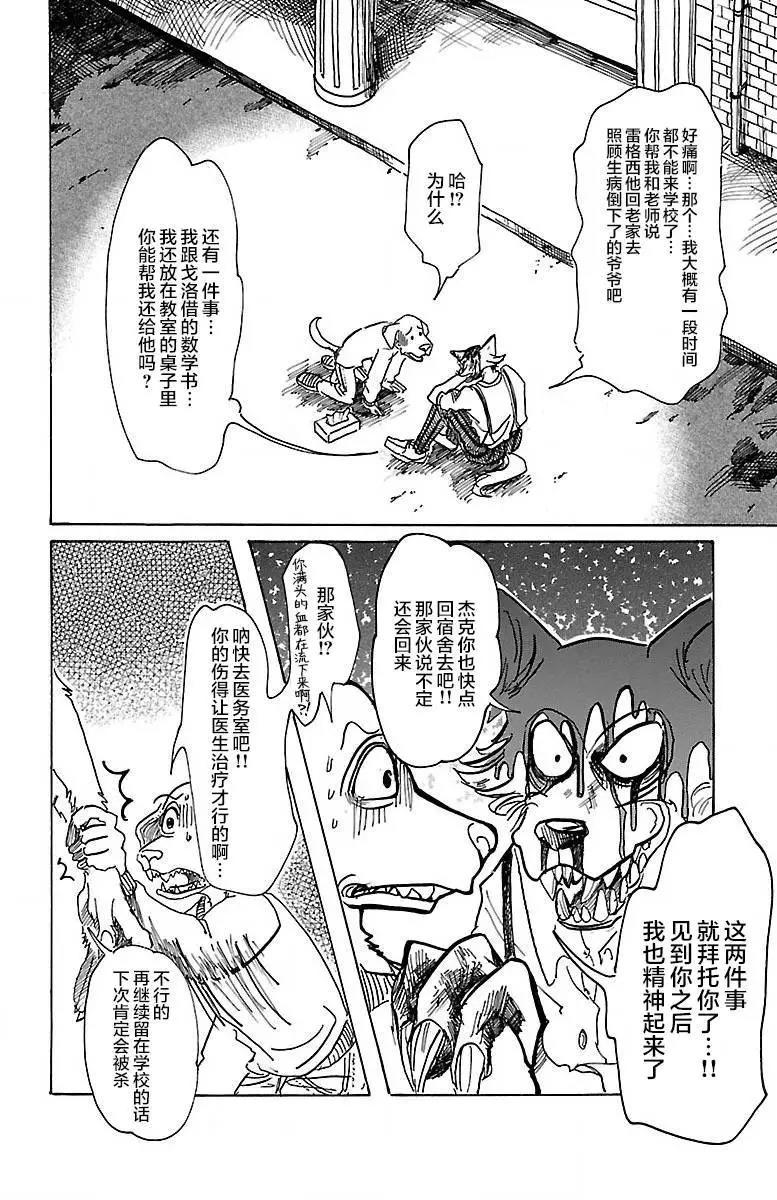 好痛啊…那个…我大概有一段时间
都不能来学校了…
你帮我和老师说
雷格西他回老家去
照顾生病倒下了的爷爷吧
哈!?
为什么
还有一件事…
我跟戈洛借的数学书…
我还放在教室的桌子里
你能帮我还给他吗?
杰克你也快点
回宿舍去吧!!
那家伙说不定
还会回来
这两件事
就拜托你了…!!
见到你之后
我也精神起来了
那家伙!?
你满头的血都在流下来啊?!
呐快去医务室吧!!
你的伤得让医生治疗才行的啊…
不行的
再继续留在学校的话
下次肯定会被杀